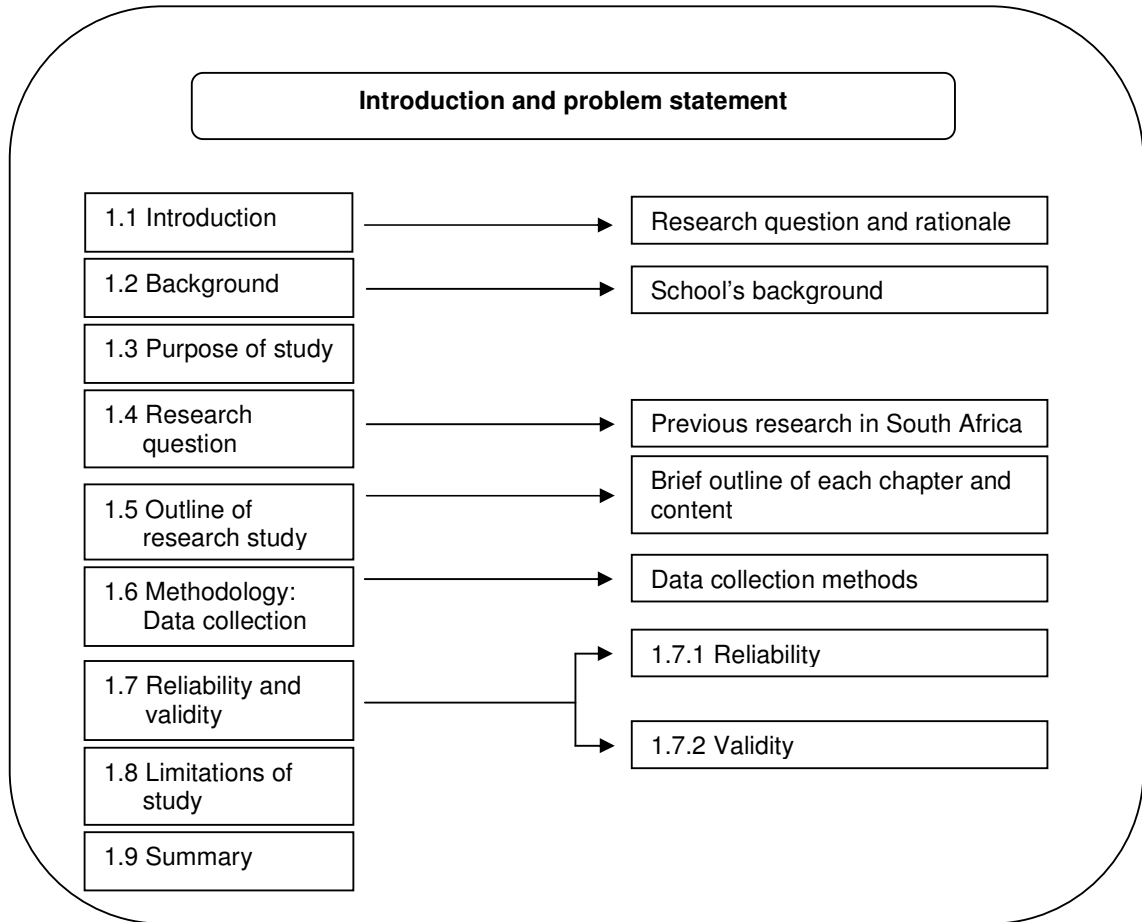 Introduction and problem statement
1.1 Introduction
Research question and rationale
1.2 Background
School's background
1.3 Purpose of study
1.4 Research
question
Previous research in South Africa
1.5 Outline of
research study
Brief outline of each chapter and
content
1.6 Methodology:
Data collection
Data collection methods
1.7 Reliability and
validity
1.7.1 Reliability
1.7.2 Validity
1.8 Limitations of
study
1.9 Summary